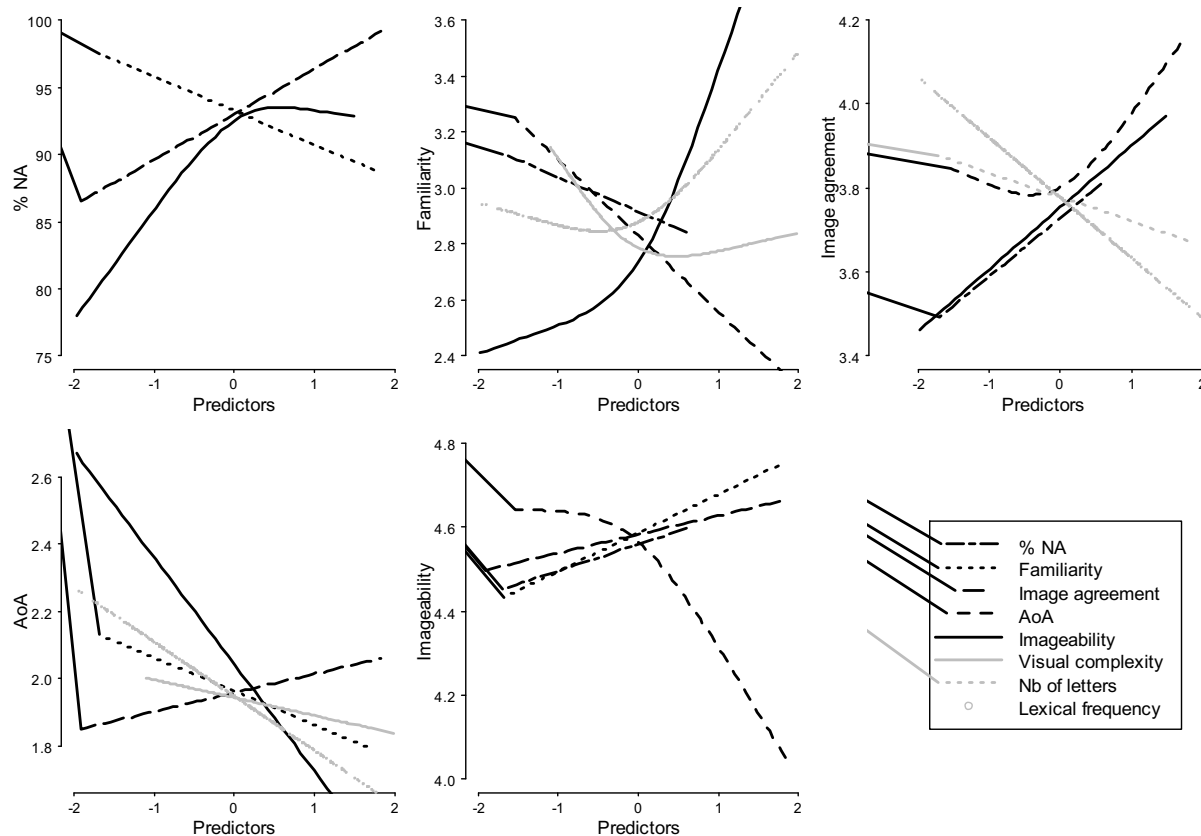 100
95
90
85
80
75
% NA
-2 -1 0 1 2
Predictors
3.6
3.4
3.2
3.0
2.8
2.6
2.4
Familiarity
-2 -1 0 1 2
Predictors
4.2
4.0
3.8
3.6
3.4
Image agreement
-2 -1 0 1 2
Predictors
2.6
2.4
2.2
2.0
1.8
AoA
-2 -1 0 1 2
Predictors
4.8
4.6
4.4
4.2
4.0
Imageability
-2 -1 0 1 2
Predictors
% NA
Familiarity
Image agreement
AoA
Imageability
Visual complexity
Nb of letters
Lexical frequency